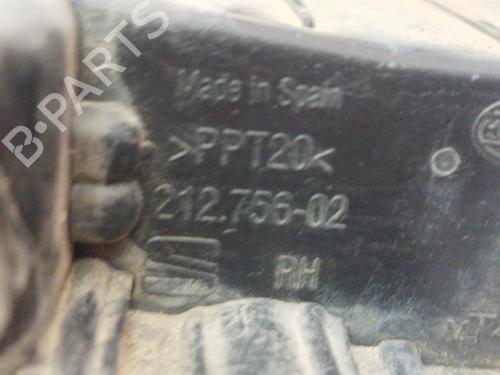 B-PARTS
Made in Spain
>PPT20<
212.756-02
RH